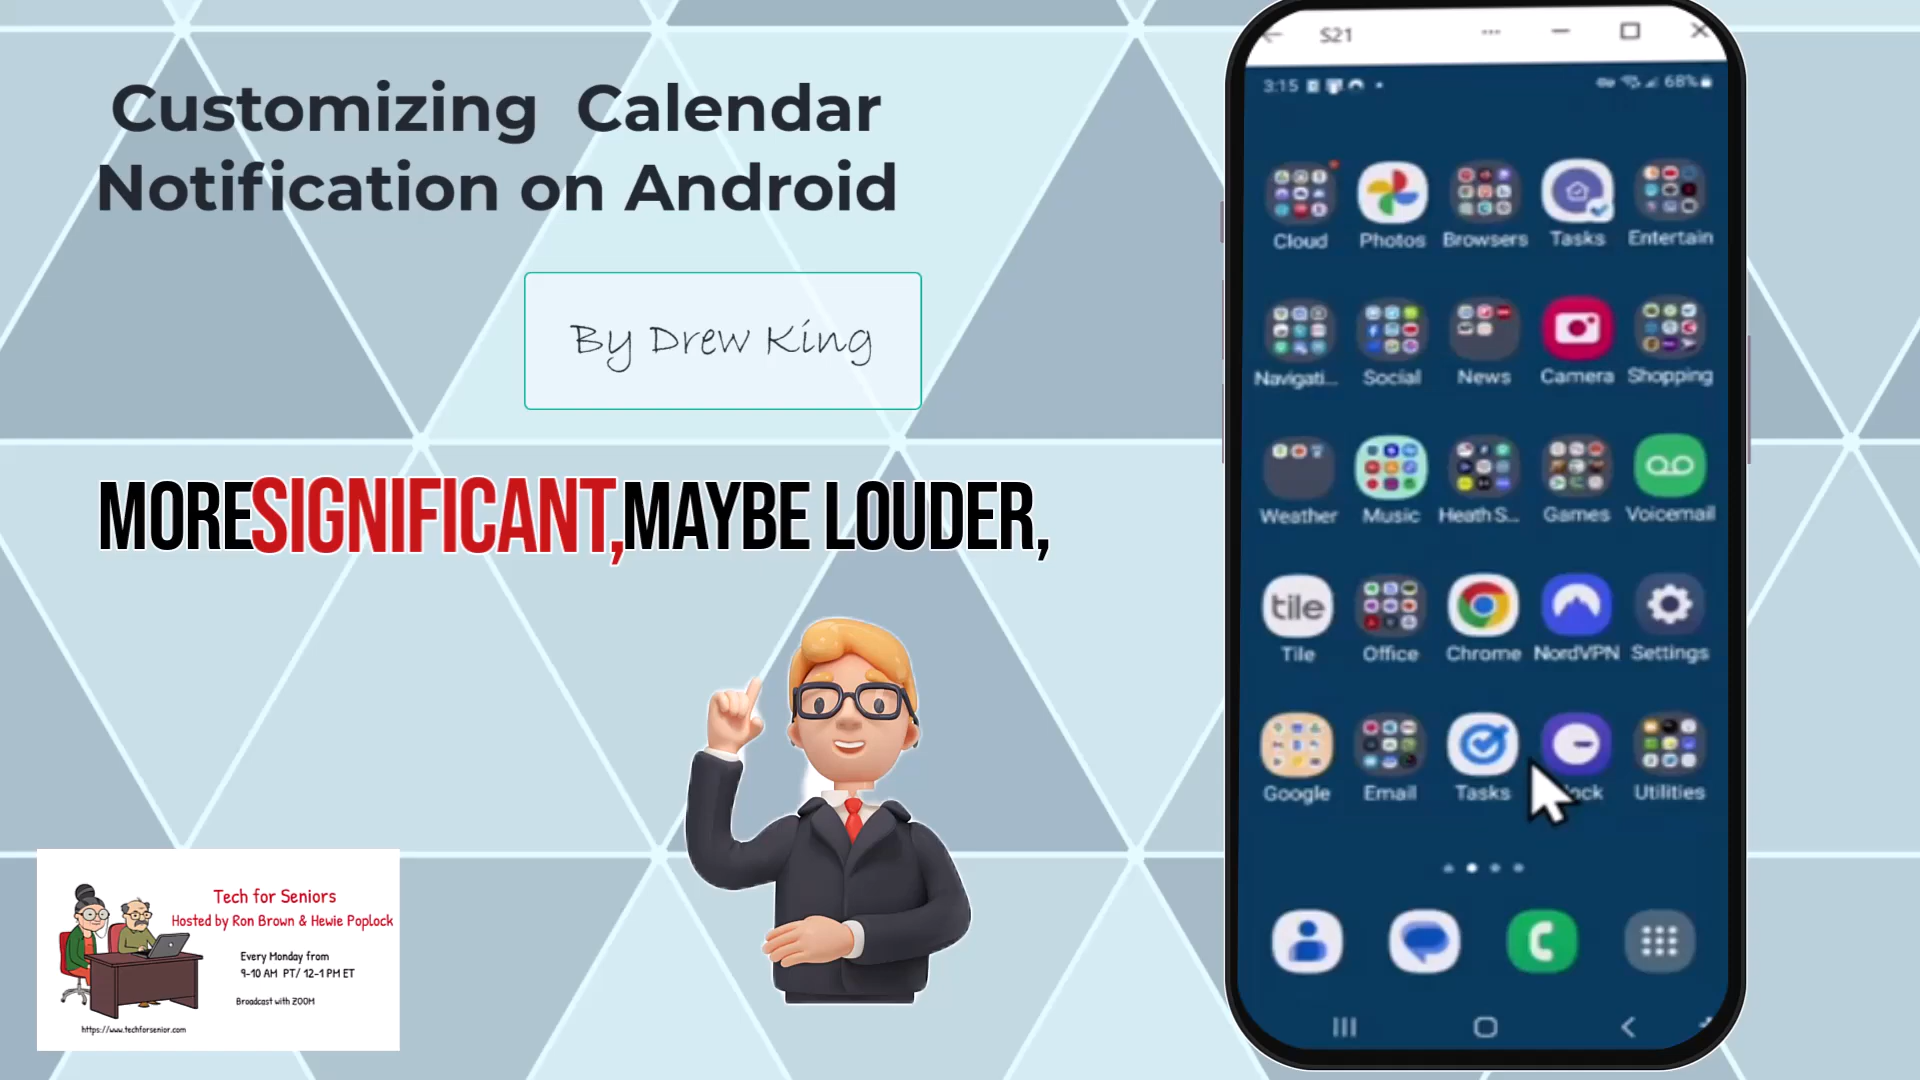 Customizing Calendar
Notification on Android
By Drew King
MORE SIGNIFICANT, MAYBE LOUDER,
Tech for Seniors
Hosted by Ron Brown & Hewie Poplock
Every Monday from
9-10 AM PT/ 12-1 PM ET
Broadcast with ZOOM
https://www.techforsenior.com
S21
3:15 68%
Cloud Photos Browsers Tasks Entertain
Navigati... Social News Camera Shopping
Weather Music Heath S... Games Voicemail
tile
Tile Office Chrome NordVPN Settings
Google Email Tasks ock Utilities